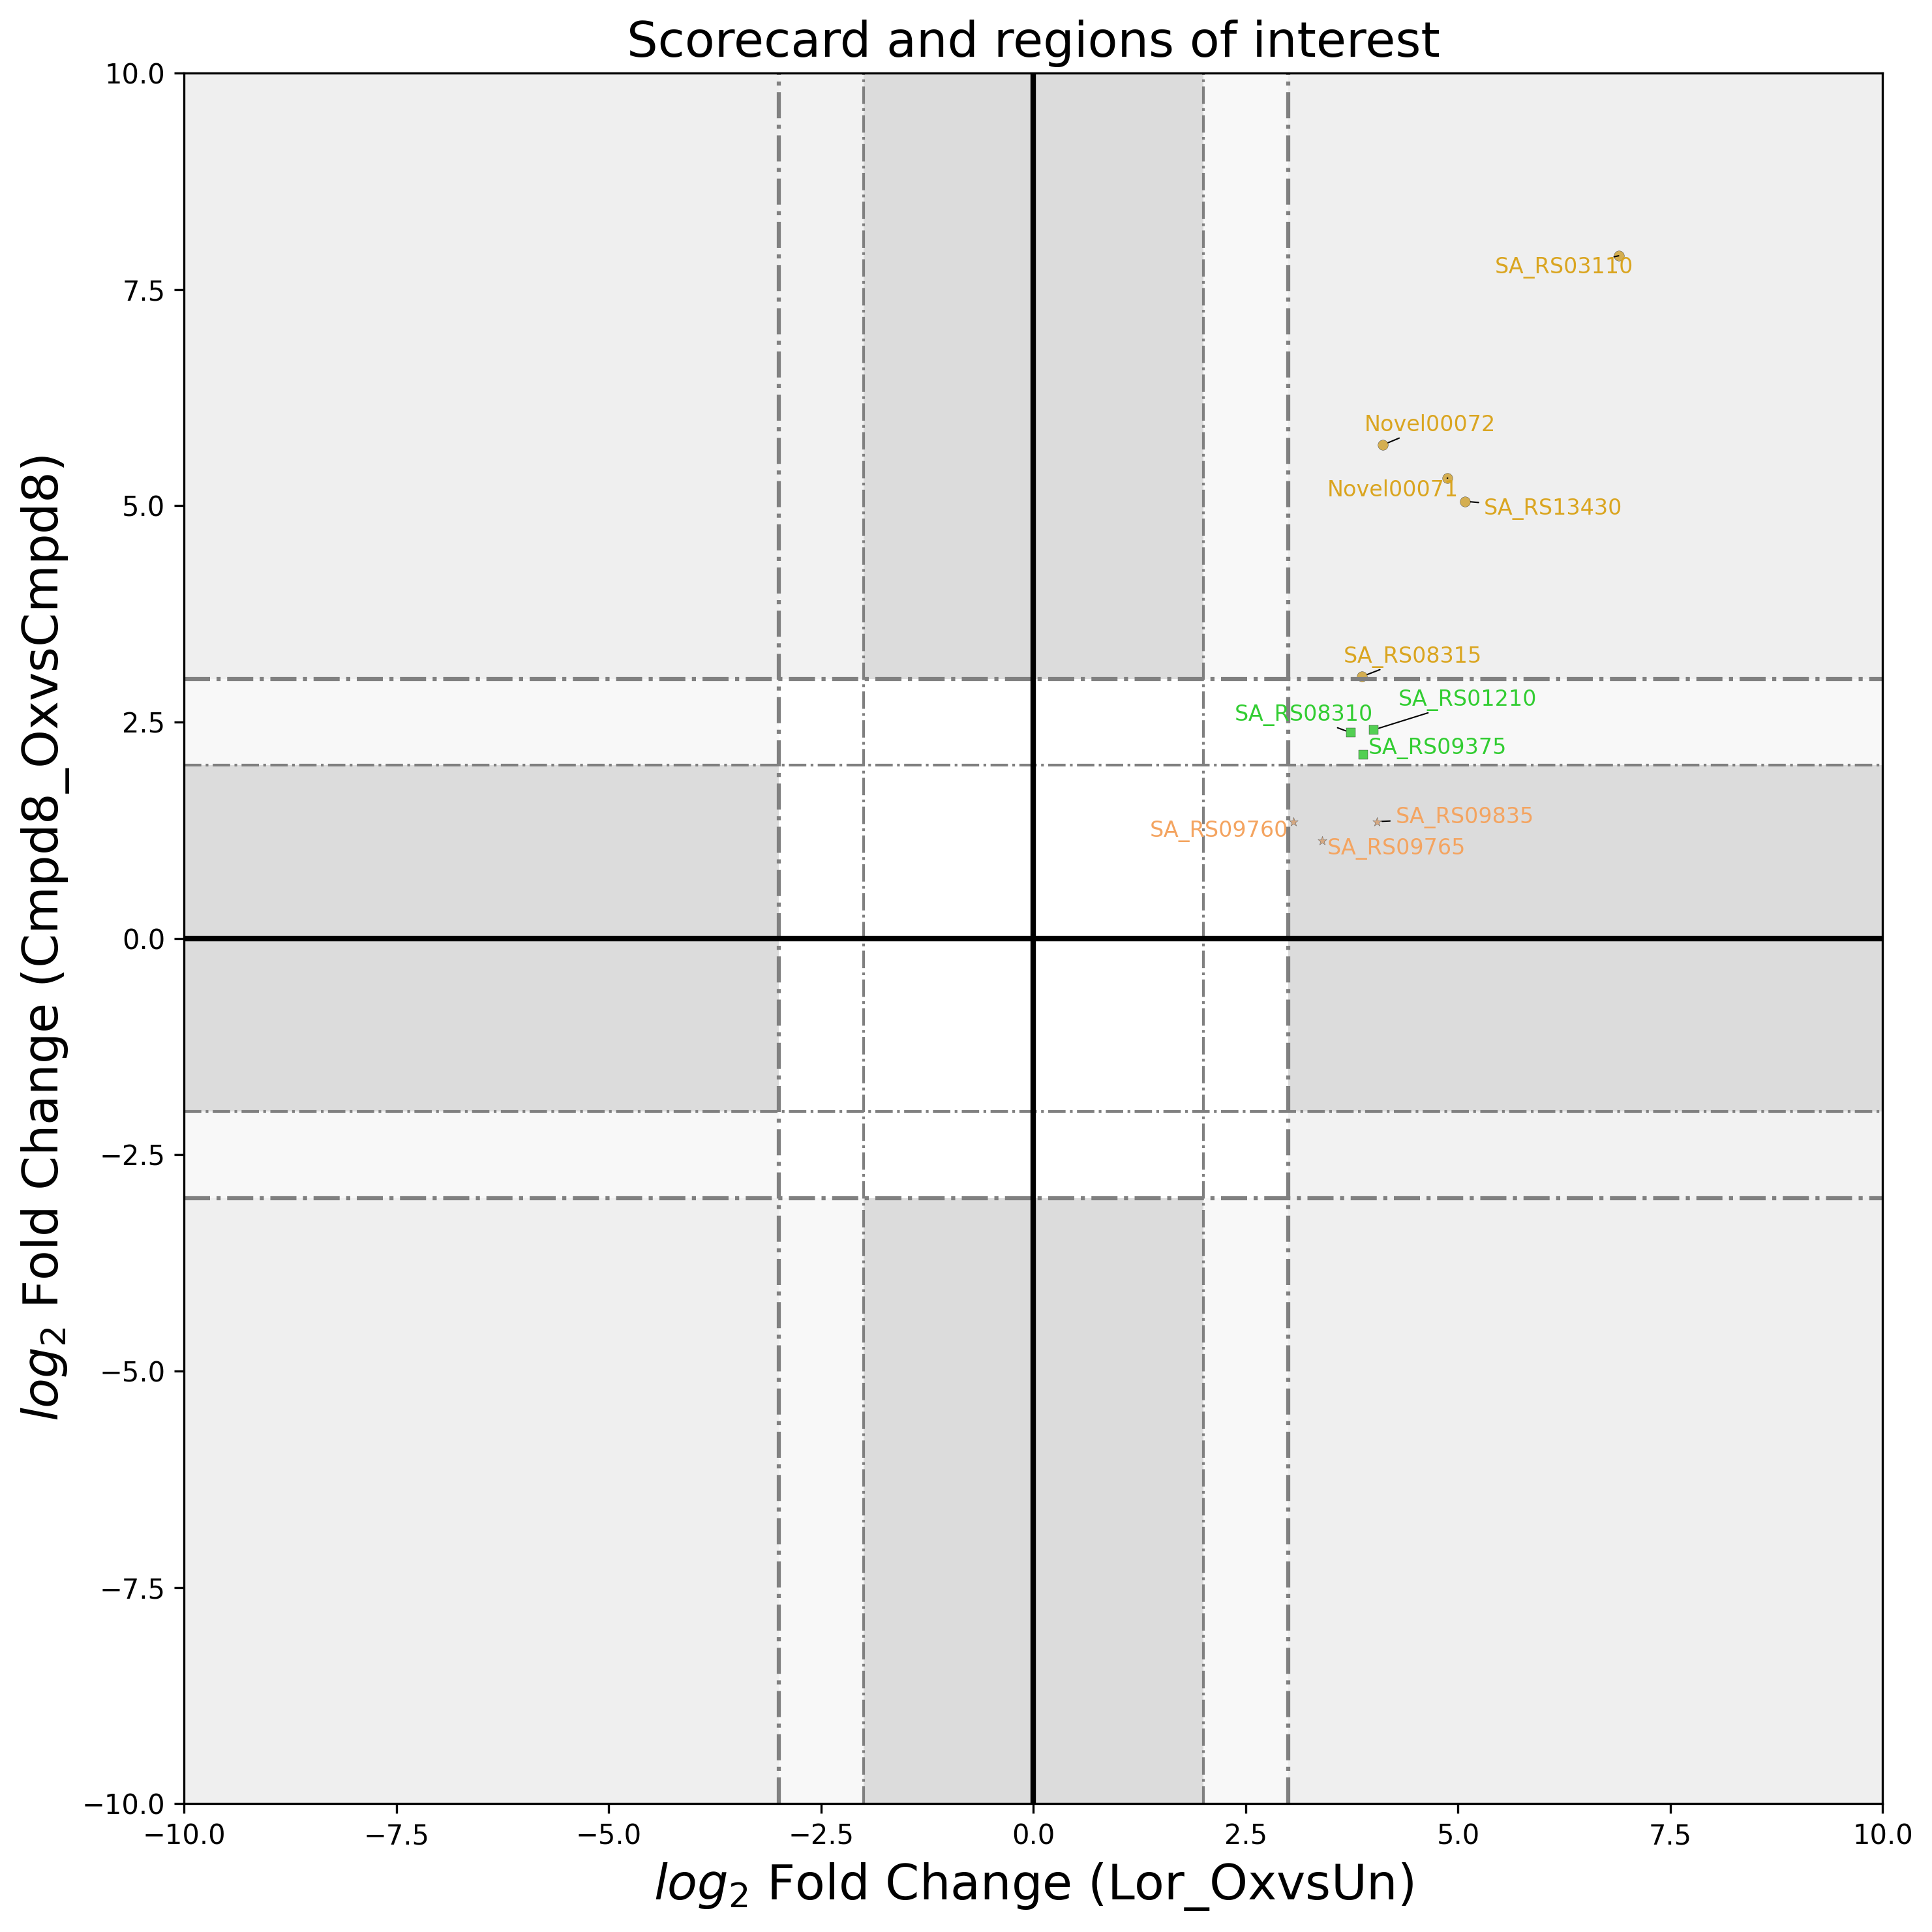 Scorecard and regions of interest
log2 Fold Change (Cmpd8_OxvsCmpd8)
10.0
7.5
5.0
2.5
0.0
−2.5
−5.0
−7.5
−10.0
SA_RS03110
Novel00072
Novel00071
SA_RS13430
SA_RS08315
SA_RS01210
SA_RS08310
SA_RS09375
SA_RS09835
SA_RS09760
SA_RS09765
−10.0 −7.5 −5.0 −2.5 0.0 2.5 5.0 7.5 10.0
log2 Fold Change (Lor_OxvsUn)